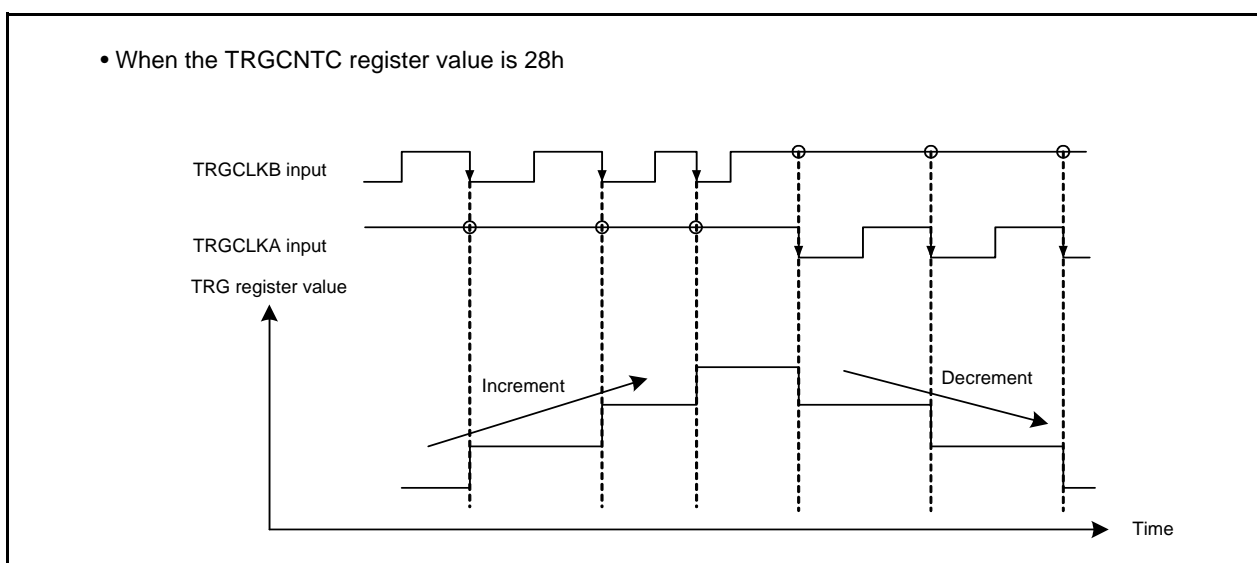 • When the TRGCNTC register value is 28h
TRGCLKB input
TRGCLKA input
TRG register value
Increment
Decrement
Time